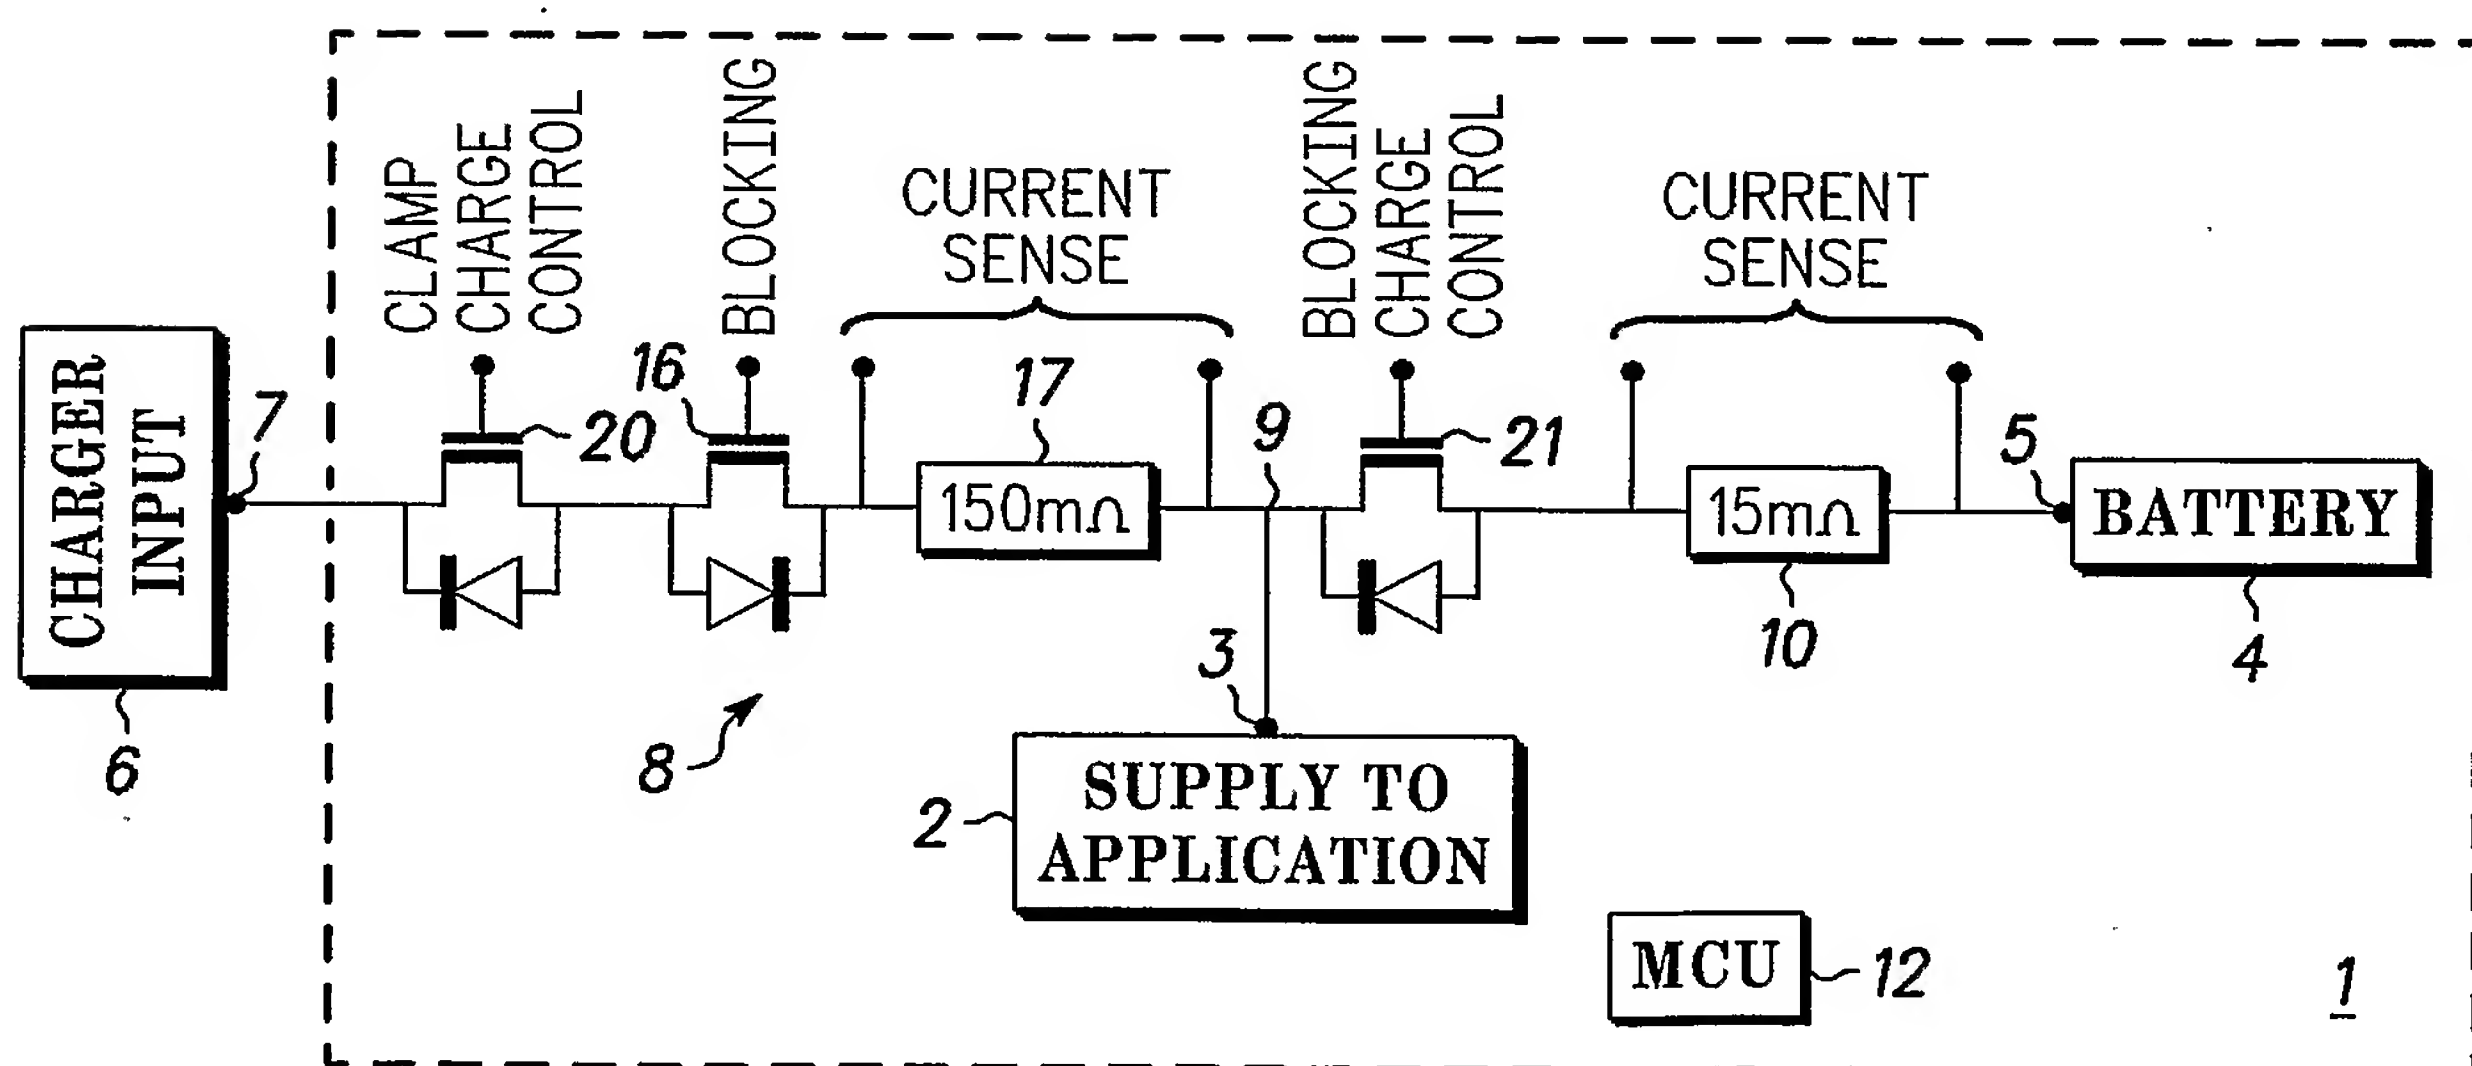 CLAMP
CHARGE
CONTROL
BLOCKING
CURRENT
SENSE
BLOCKING
CHARGE
CONTROL
CURRENT
SENSE
CHARGER
INPUT
7
20
16
17
150mΩ
9
21
15mΩ
5
BATTERY
6
8
3
10
4
2
SUPPLY TO
APPLICATION
MCU
12
1